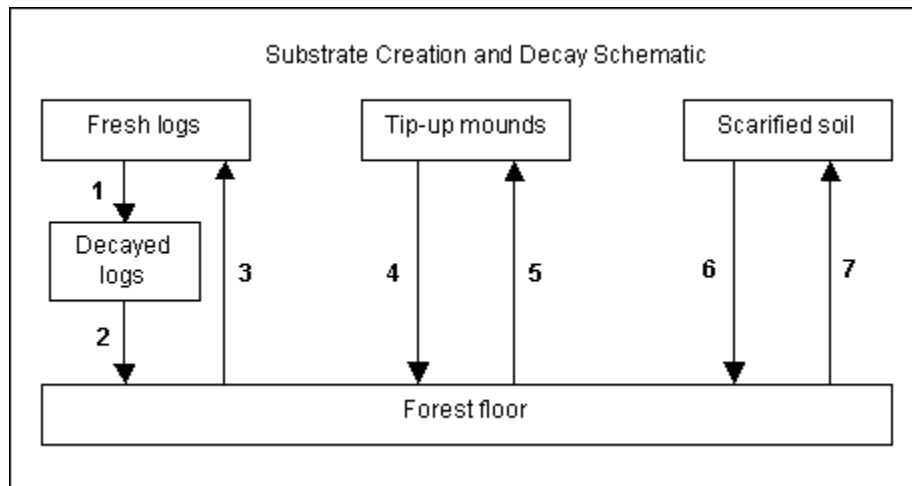 Substrate Creation and Decay Schematic
Fresh logs
Tip-up mounds
Scarified soil
1
Decayed
logs
2
3
4
5
6
7
Forest floor